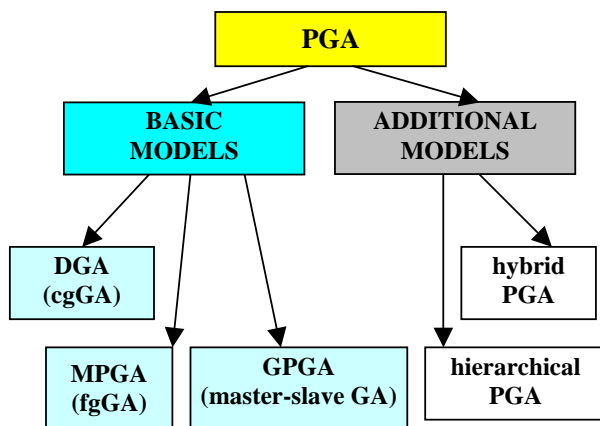 PGA
BASIC
MODELS
ADDITIONAL
MODELS
DGA
(cgGA)
hybrid
PGA
MPGA
(fgGA)
GPGA
(master-slave GA)
hierarchical
PGA